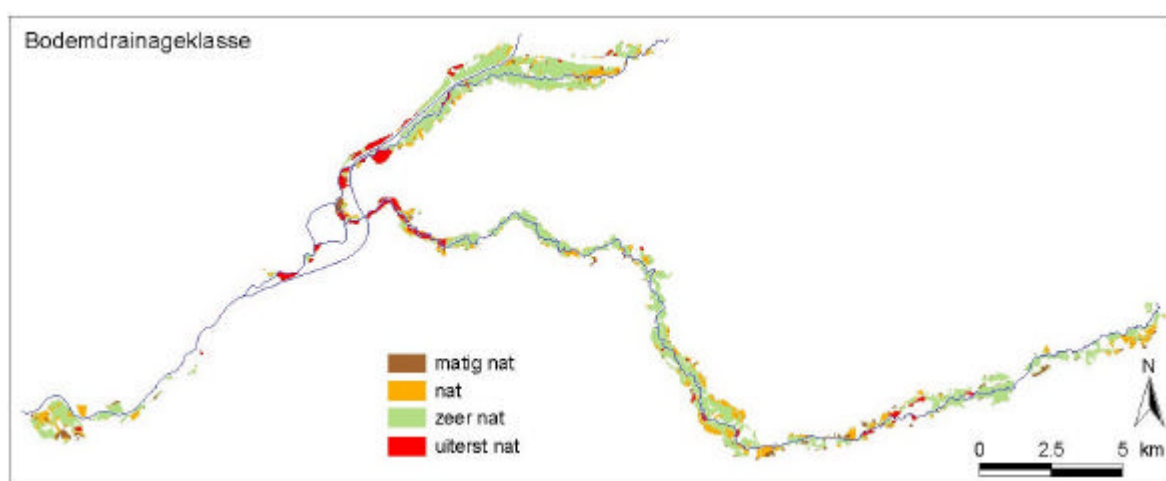 Bodemdrainageklasse
matig nat
nat
zeer nat
uiterst nat
N
0 2.5 5 km